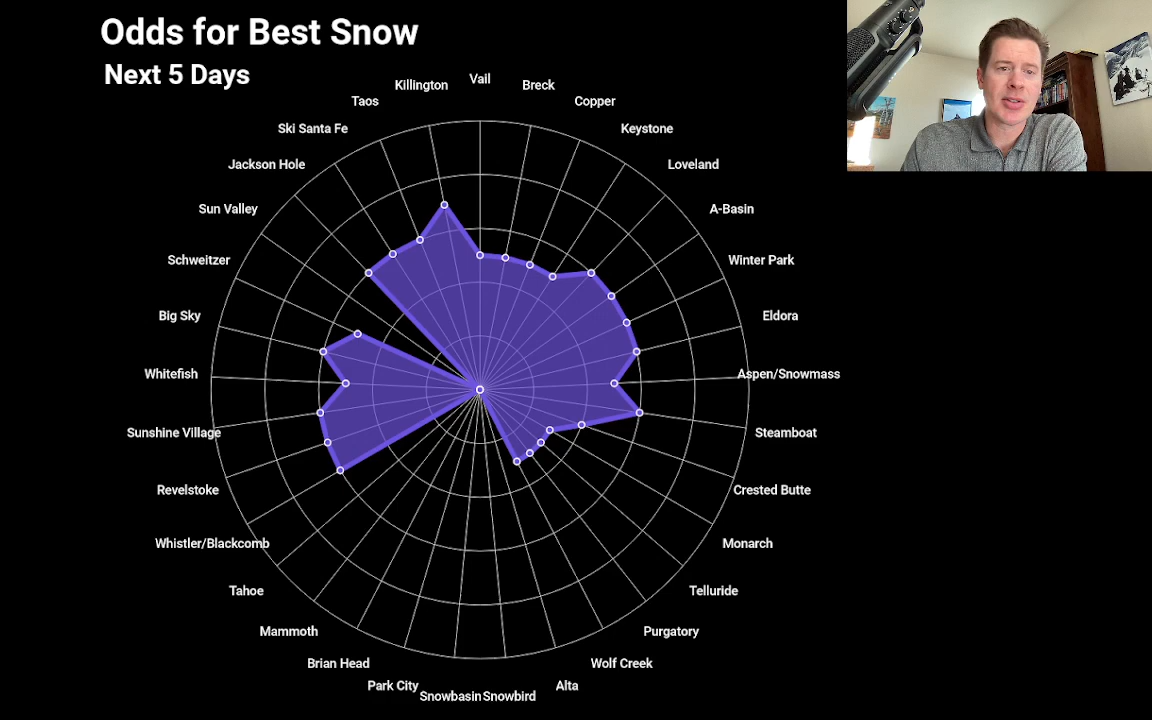 Odds for Best Snow
Next 5 Days
Vail
Breck
Copper
Keystone
Loveland
A-Basin
Winter Park
Eldora
Aspen/Snowmass
Steamboat
Crested Butte
Monarch
Telluride
Purgatory
Wolf Creek
Alta
Snowbird
Snowbasin
Park City
Brian Head
Mammoth
Tahoe
Whistler/Blackcomb
Revelstoke
Sunshine Village
Whitefish
Big Sky
Schweitzer
Sun Valley
Jackson Hole
Ski Santa Fe
Taos
Killington